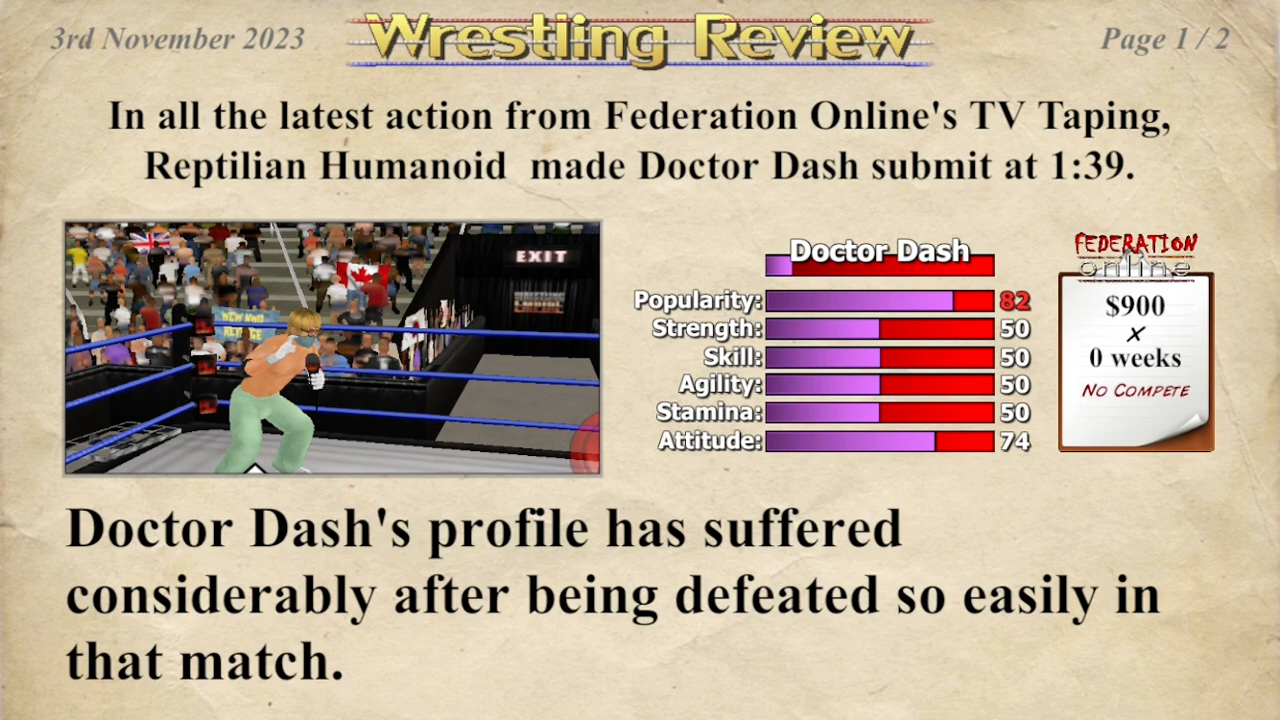 3rd November 2023
Wrestling Review
Page 1 / 2
In all the latest action from Federation Online's TV Taping,
Reptilian Humanoid  made Doctor Dash submit at 1:39.
EXIT
Doctor Dash
Popularity: 82
Strength: 50
Skill: 50
Agility: 50
Stamina: 50
Attitude: 74
FEDERATION
online
$900
x
0 weeks
No Compete
Doctor Dash's profile has suffered
considerably after being defeated so easily in
that match.